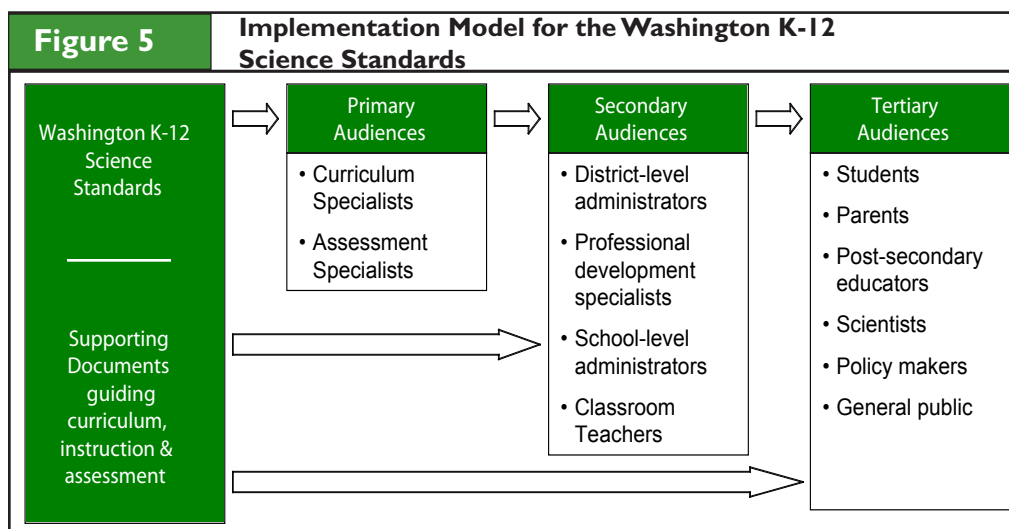 Figure 5
Implementation Model for the Washington K-12
Science Standards
Washington K-12
Science
Standards
Supporting
Documents
guiding
curriculum,
instruction &
assessment
Primary
Audiences
• Curriculum
Specialists
• Assessment
Specialists
Secondary
Audiences
• District-level
administrators
• Professional
development
specialists
• School-level
administrators
• Classroom
Teachers
Tertiary
Audiences
• Students
• Parents
• Post-secondary
educators
• Scientists
• Policy makers
• General public